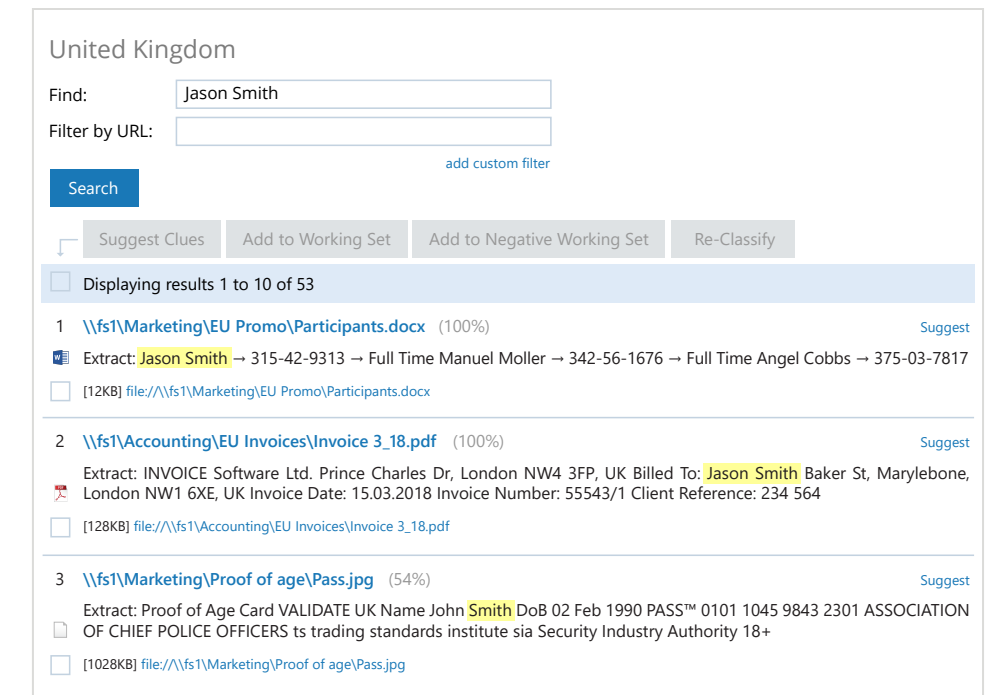 United Kingdom
Find: Jason Smith
Filter by URL:
add custom filter
Search
Suggest Clues Add to Working Set Add to Negative Working Set Re-Classify
Displaying results 1 to 10 of 53
1 \\fs1\Marketing\EU Promo\Participants.docx (100%) Suggest
Extract: Jason Smith → 315-42-9313 → Full Time Manuel Moller → 342-56-1676 → Full Time Angel Cobbs → 375-03-7817
[12KB] file://\\fs1\Marketing\EU Promo\Participants.docx
2 \\fs1\Accounting\EU Invoices\Invoice 3_18.pdf (100%) Suggest
Extract: INVOICE Software Ltd. Prince Charles Dr, London NW4 3FP, UK Billed To: Jason Smith Baker St, Marylebone,
London NW1 6XE, UK Invoice Date: 15.03.2018 Invoice Number: 55543/1 Client Reference: 234 564
[128KB] file://\\fs1\Accounting\EU Invoices\Invoice 3_18.pdf
3 \\fs1\Marketing\Proof of age\Pass.jpg (54%) Suggest
Extract: Proof of Age Card VALIDATE UK Name John Smith DoB 02 Feb 1990 PASS™ 0101 1045 9843 2301 ASSOCIATION
OF CHIEF POLICE OFFICERS ts trading standards institute sia Security Industry Authority 18+
[1028KB] file://\\fs1\Marketing\Proof of age\Pass.jpg